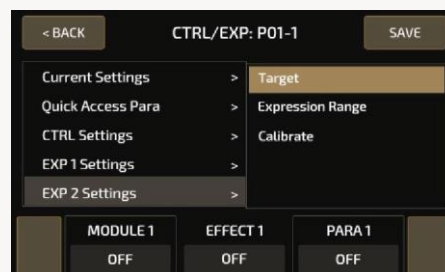 < BACK CTRL/EXP: P01-1 SAVE
Current Settings > Target
Quick Access Para > Expression Range
CTRL Settings > Calibrate
EXP 1 Settings >
EXP 2 Settings >
MODULE 1 EFFECT 1 PARA 1
OFF OFF OFF